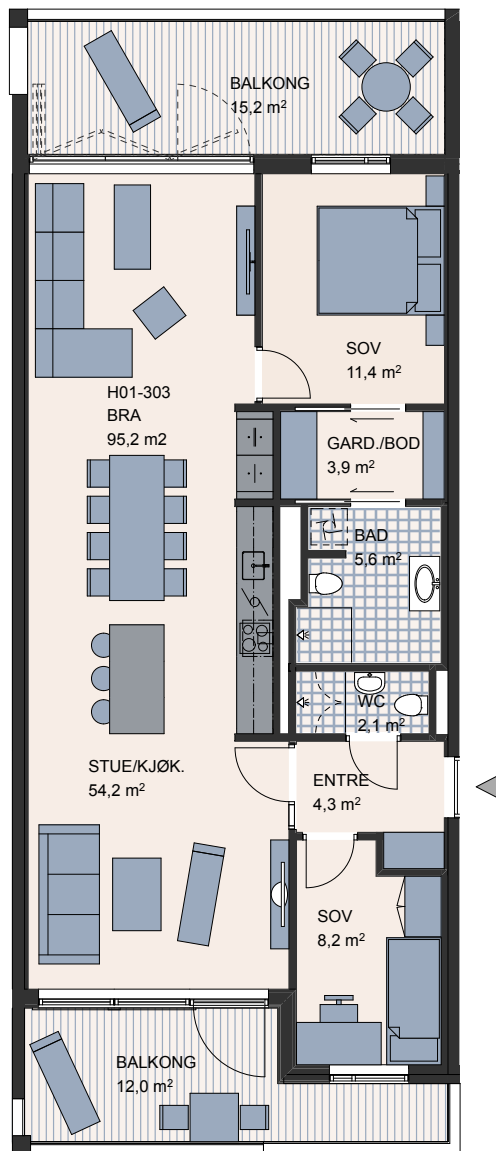 BALKONG
15,2 m²
SOV
11,4 m²
H01-303
BRA
95,2 m2
GARD./BOD
3,9 m²
BAD
5,6 m²
WC
2,1 m²
STUE/KJØK.
54,2 m²
ENTRE
4,3 m²
SOV
8,2 m²
BALKONG
12,0 m²